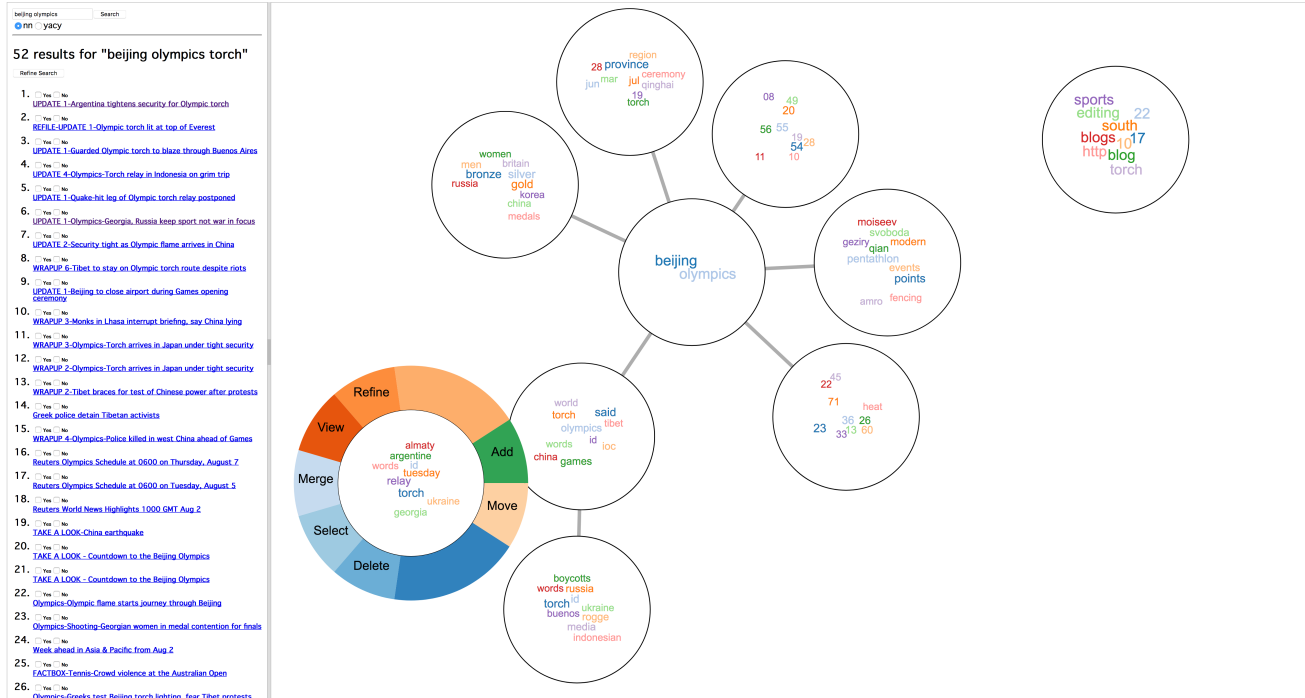 beijing olympics
Search
nn yacy
52 results for "beijing olympics torch"
Refine Search
1. Yes No
UPDATE 1-Argentina tightens security for Olympic torch
2. Yes No
REFILE-UPDATE 1-Olympic torch lit at top of Everest
3. Yes No
UPDATE 1-Guarded Olympic torch to blaze through Buenos Aires
4. Yes No
UPDATE 4-Olympics-Torch relay in Indonesia on grim trip
5. Yes No
UPDATE 1-Quake-hit leg of Olympic torch relay postponed
6. Yes No
UPDATE 1-Olympics-Georgia, Russia keep sport not war in focus
7. Yes No
UPDATE 2-Security tight as Olympic flame arrives in China
8. Yes No
WRAPUP 6-Tibet to stay on Olympic torch route despite riots
9. Yes No
UPDATE 1-Beijing to close airport during Games opening
ceremony
10. Yes No
WRAPUP 3-Monks in Lhasa interrupt briefing, say China lying
11. Yes No
WRAPUP 3-Olympics-Torch arrives in Japan under tight security
12. Yes No
WRAPUP 2-Olympics-Torch arrives in Japan under tight security
13. Yes No
WRAPUP 2-Tibet braces for test of Chinese power after protests
14. Yes No
Greek police detain Tibetan activists
15. Yes No
WRAPUP 4-Olympics-Police killed in west China ahead of Games
16. Yes No
Reuters Olympics Schedule at 0600 on Thursday, August 7
17. Yes No
Reuters Olympics Schedule at 0600 on Tuesday, August 5
18. Yes No
Reuters World News Highlights 1000 GMT Aug 2
19. Yes No
TAKE A LOOK-China earthquake
20. Yes No
TAKE A LOOK - Countdown to the Beijing Olympics
21. Yes No
TAKE A LOOK - Countdown to the Beijing Olympics
22. Yes No
Olympics-Olympic flame starts journey through Beijing
23. Yes No
Olympics-Shooting-Georgian women in medal contention for finals
24. Yes No
Week ahead in Asia & Pacific from Aug 2
25. Yes No
FACTBOX-Tennis-Crowd violence at the Australian Open
26. Yes No
Olympics-Greeks test Beijing torch lighting, fear Tibet protests
region
28 province
ceremony
jun mar jul qinghai
19
torch
08 49
20
56 55
19
54 28
11 10
sports
editing 22
south
blogs 10 17
http blog
torch
women
men britain
bronze silver
russia gold
korea
china
medals
moiseev
svoboda
geziry modern
qian
pentathlon
events
points
amro fencing
beijing
olympics
45
22
71
heat
36 26
23 13 60
33
world
torch said
tibet
olympics
id
words ioc
china games
Refine
View
Add
Merge
Move
Select
Delete
almaty
argentine
words id
tuesday
relay
torch
ukraine
georgia
boycotts
words russia
id
torch ukraine
buenos rogge
media
indonesian